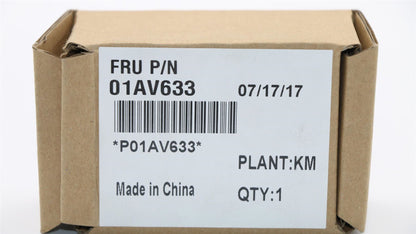 FRU P/N
01AV633 07/17/17
*P01AV633*
PLANT:KM
Made in China QTY:1